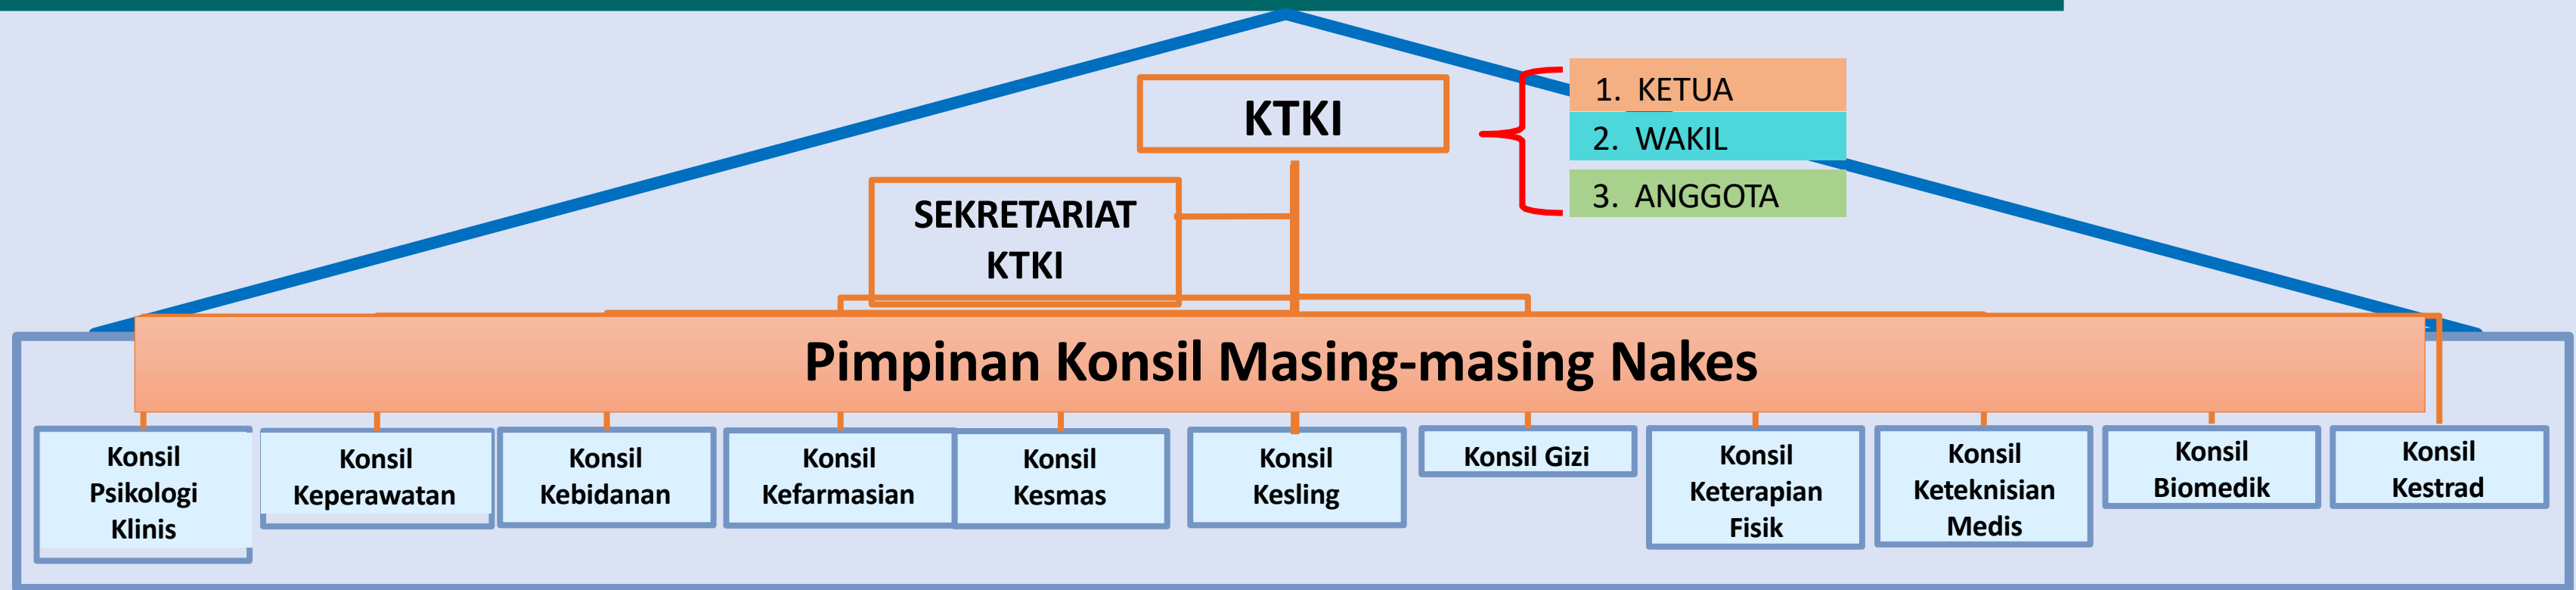 KTKI
1. KETUA
2. WAKIL
3. ANGGOTA
SEKRETARIAT
KTKI
Pimpinan Konsil Masing-masing Nakes
Konsil
Psikologi
Klinis
Konsil
Keperawatan
Konsil
Kebidanan
Konsil
Kefarmasian
Konsil
Kesmas
Konsil
Kesling
Konsil Gizi
Konsil
Keterapian
Fisik
Konsil
Keteknisian
Medis
Konsil
Biomedik
Konsil
Kestrad